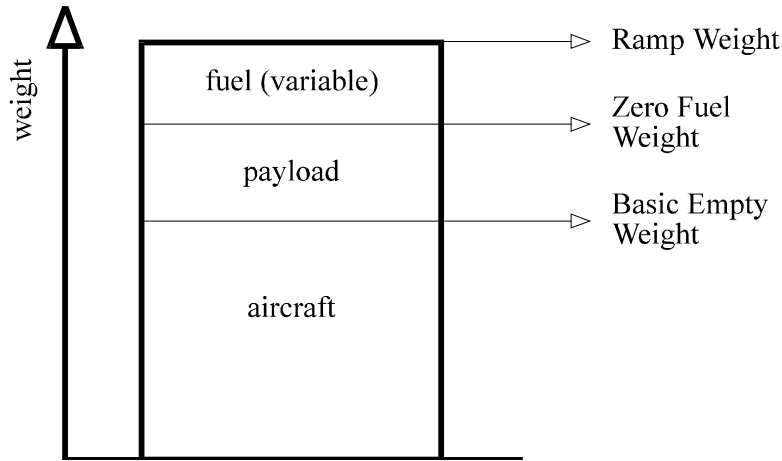 Ramp Weight
fuel (variable)
weight
Zero Fuel
Weight
payload
Basic Empty
Weight
aircraft